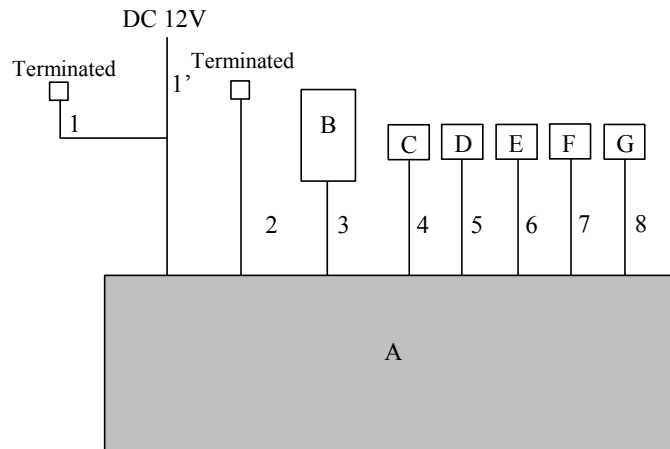 DC 12V
Terminated
1’
Terminated
1
B
C D E F G
2 3 4 5 6 7 8
A